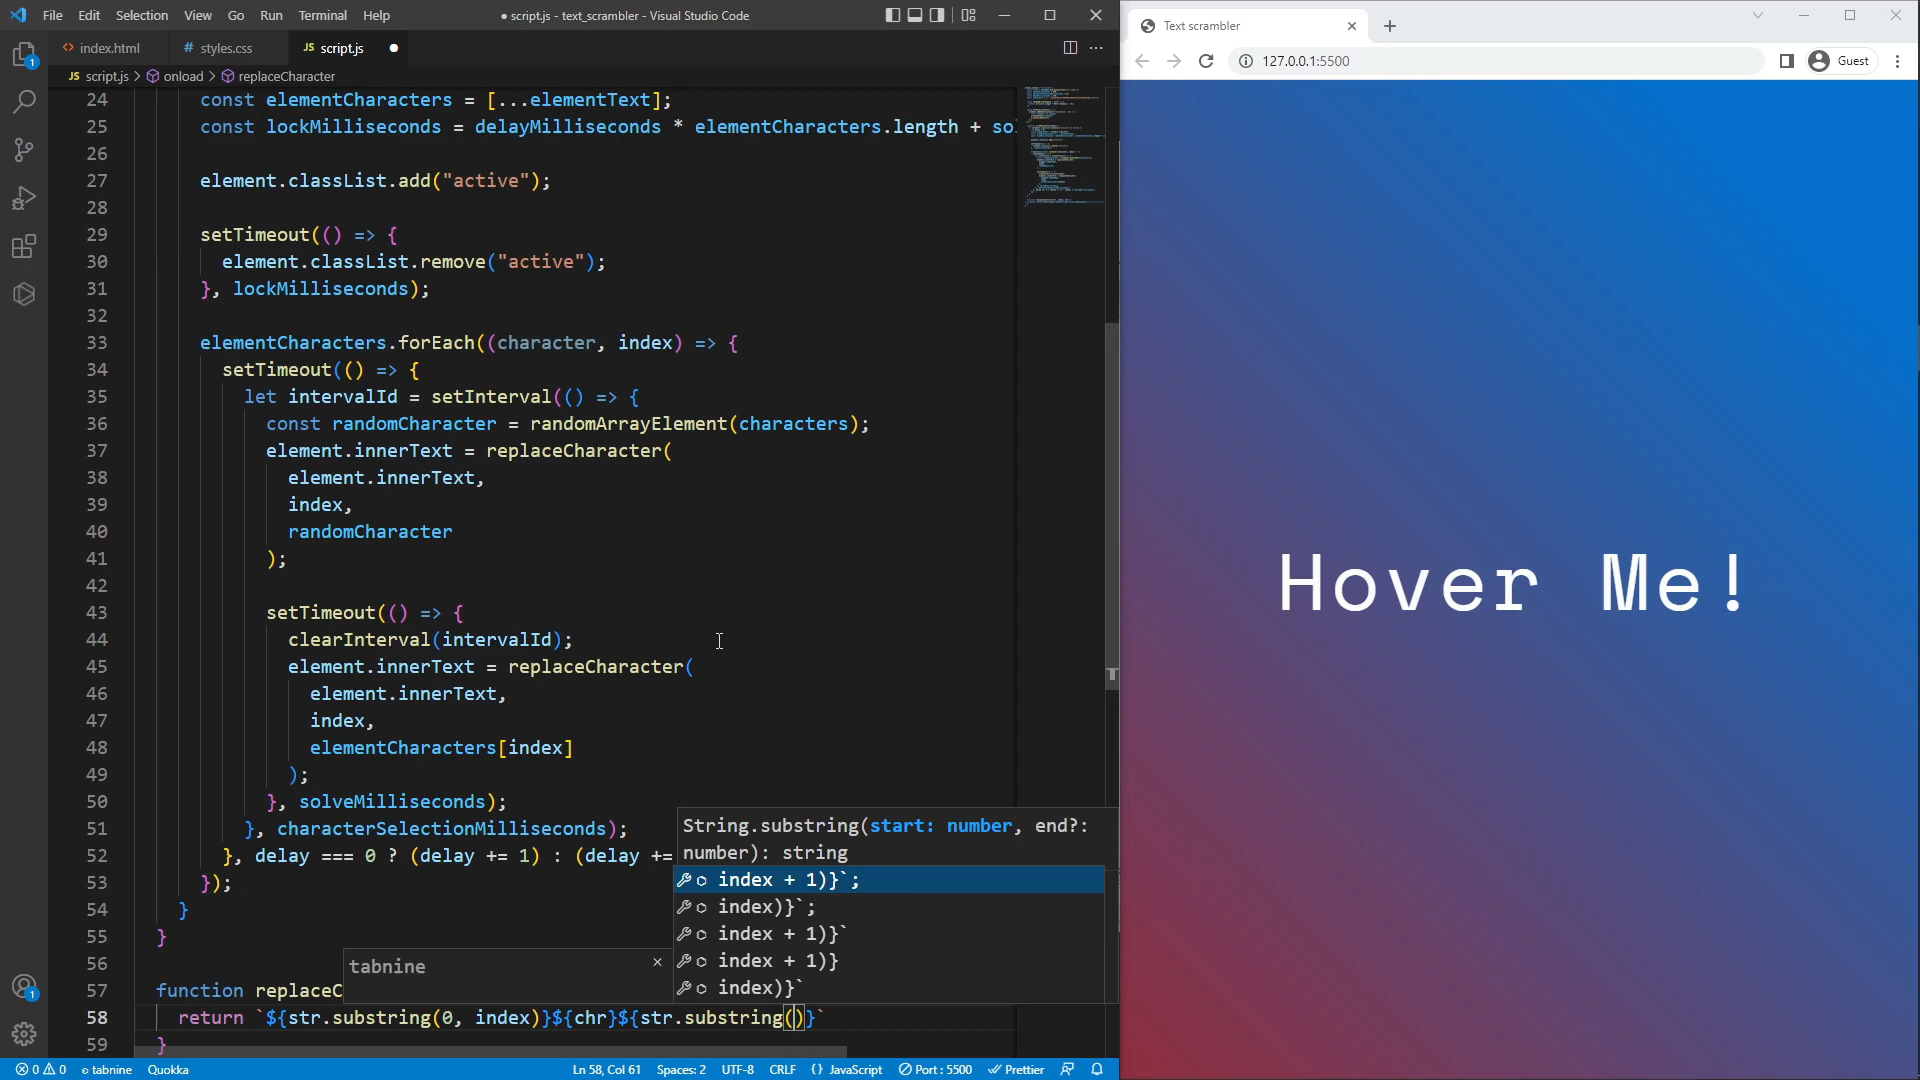 File Edit Selection View Go Run Terminal Help
● script.js - text_scrambler - Visual Studio Code
index.html
# styles.css
JS script.js ●
JS script.js > onload > replaceCharacter
24 const elementCharacters = [...elementText];
25 const lockMilliseconds = delayMilliseconds * elementCharacters.length + so
26
27 element.classList.add("active");
28
29 setTimeout(() => {
30 element.classList.remove("active");
31 }, lockMilliseconds);
32
33 elementCharacters.forEach((character, index) => {
34 setTimeout(() => {
35 let intervalId = setInterval(() => {
36 const randomCharacter = randomArrayElement(characters);
37 element.innerText = replaceCharacter(
38 element.innerText,
39 index,
40 randomCharacter
41 );
42
43 setTimeout(() => {
44 clearInterval(intervalId);
45 element.innerText = replaceCharacter(
46 element.innerText,
47 index,
48 elementCharacters[index]
49 );
50 }, solveMilliseconds);
51 }, characterSelectionMilliseconds);
52 }, delay === 0 ? (delay += 1) : (delay +=
53 });
54 }
55 }
56
57 function replaceC
58 return `${str.substring(0, index)}${chr}${str.substring()}`
59 }
String.substring(start: number, end?:
number): string
index + 1)}`;
index)}`;
index + 1)}`
index + 1)}
index)}`
tabnine ×
1
1
0 0 tabnine Quokka
Ln 58, Col 61 Spaces: 2 UTF-8 CRLF {} JavaScript Port : 5500 Prettier
Text scrambler
127.0.0.1:5500
Guest
Hover Me!